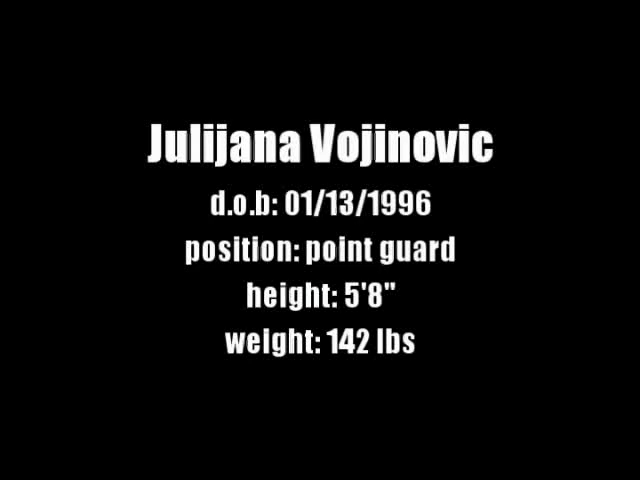 Julijana Vojinovic
d.o.b: 01/13/1996
position: point guard
height: 5'8"
weight: 142 lbs